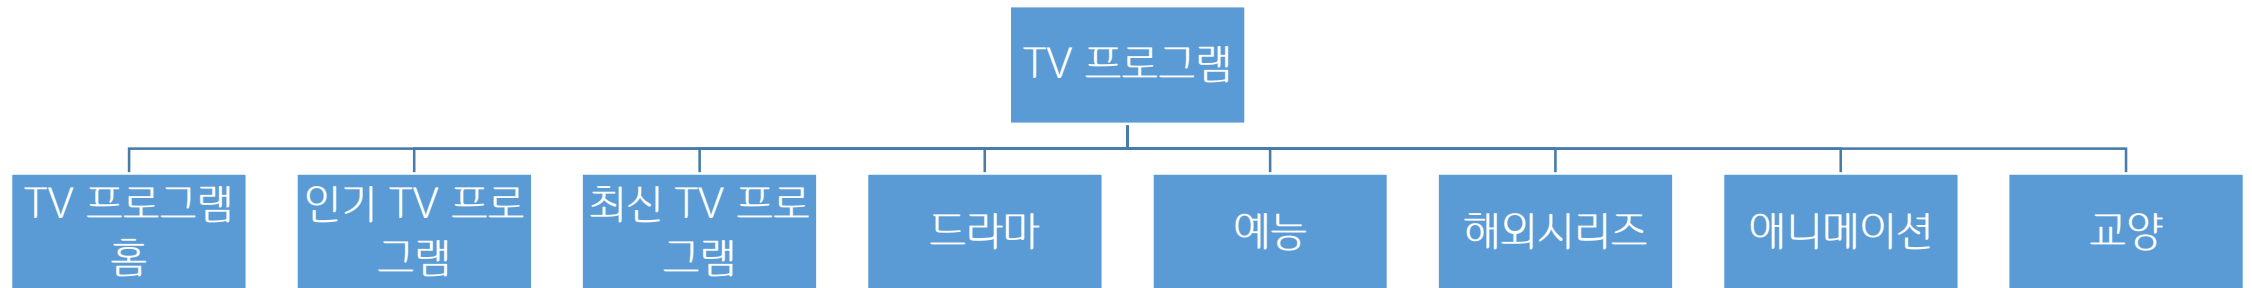 TV 프로그램
TV 프로그램
홈
인기 TV 프로
그램
최신 TV 프로
그램
드라마
예능
해외시리즈
애니메이션
교양